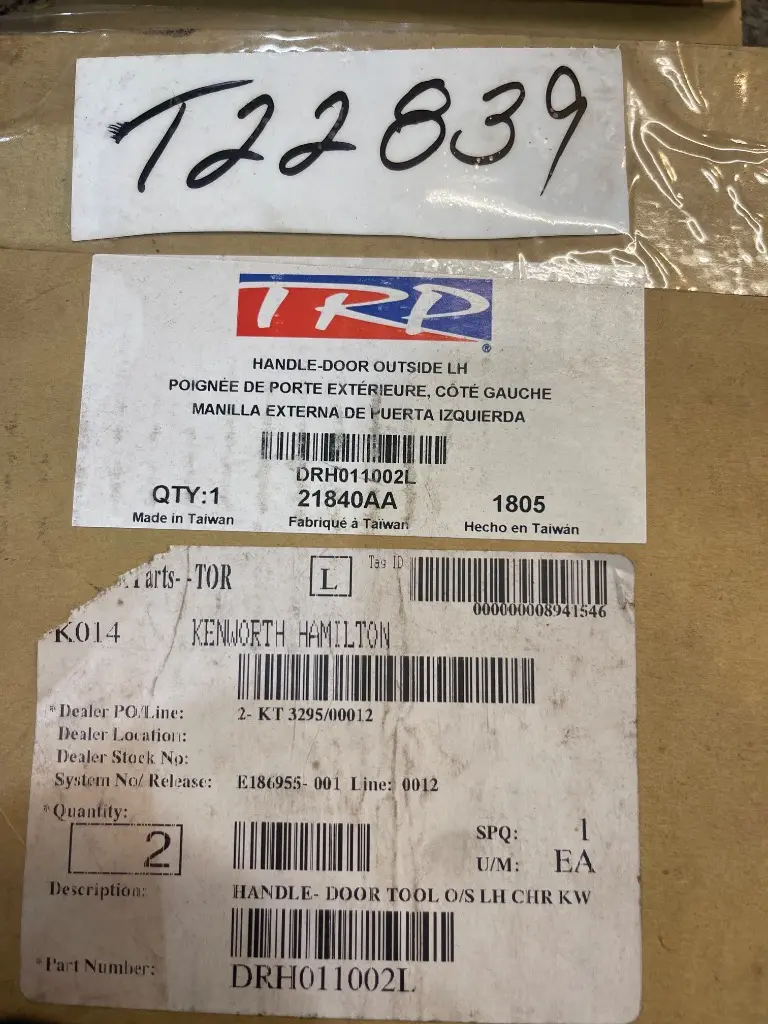 T22839
TRP®
HANDLE-DOOR OUTSIDE LH
POIGNÉE DE PORTE EXTÉRIEURE, CÔTÉ GAUCHE
MANILLA EXTERNA DE PUERTA IZQUIERDA
DRH011002L
QTY:1 21840AA 1805
Made in Taiwan Fabriqué à Taïwan Hecho en Taiwán
Parts- -TOR L Tag ID
000000008941546
K014 KENWORTH HAMILTON
*Dealer PO/Line: 2- KT 3295/00012
Dealer Location:
Dealer Stock No:
System No/ Release: E186955- 001 Line: 0012
*Quantity:
2 SPQ: 1
U/M: EA
Description: HANDLE- DOOR TOOL O/S LH CHR KW
*Part Number: DRH011002L